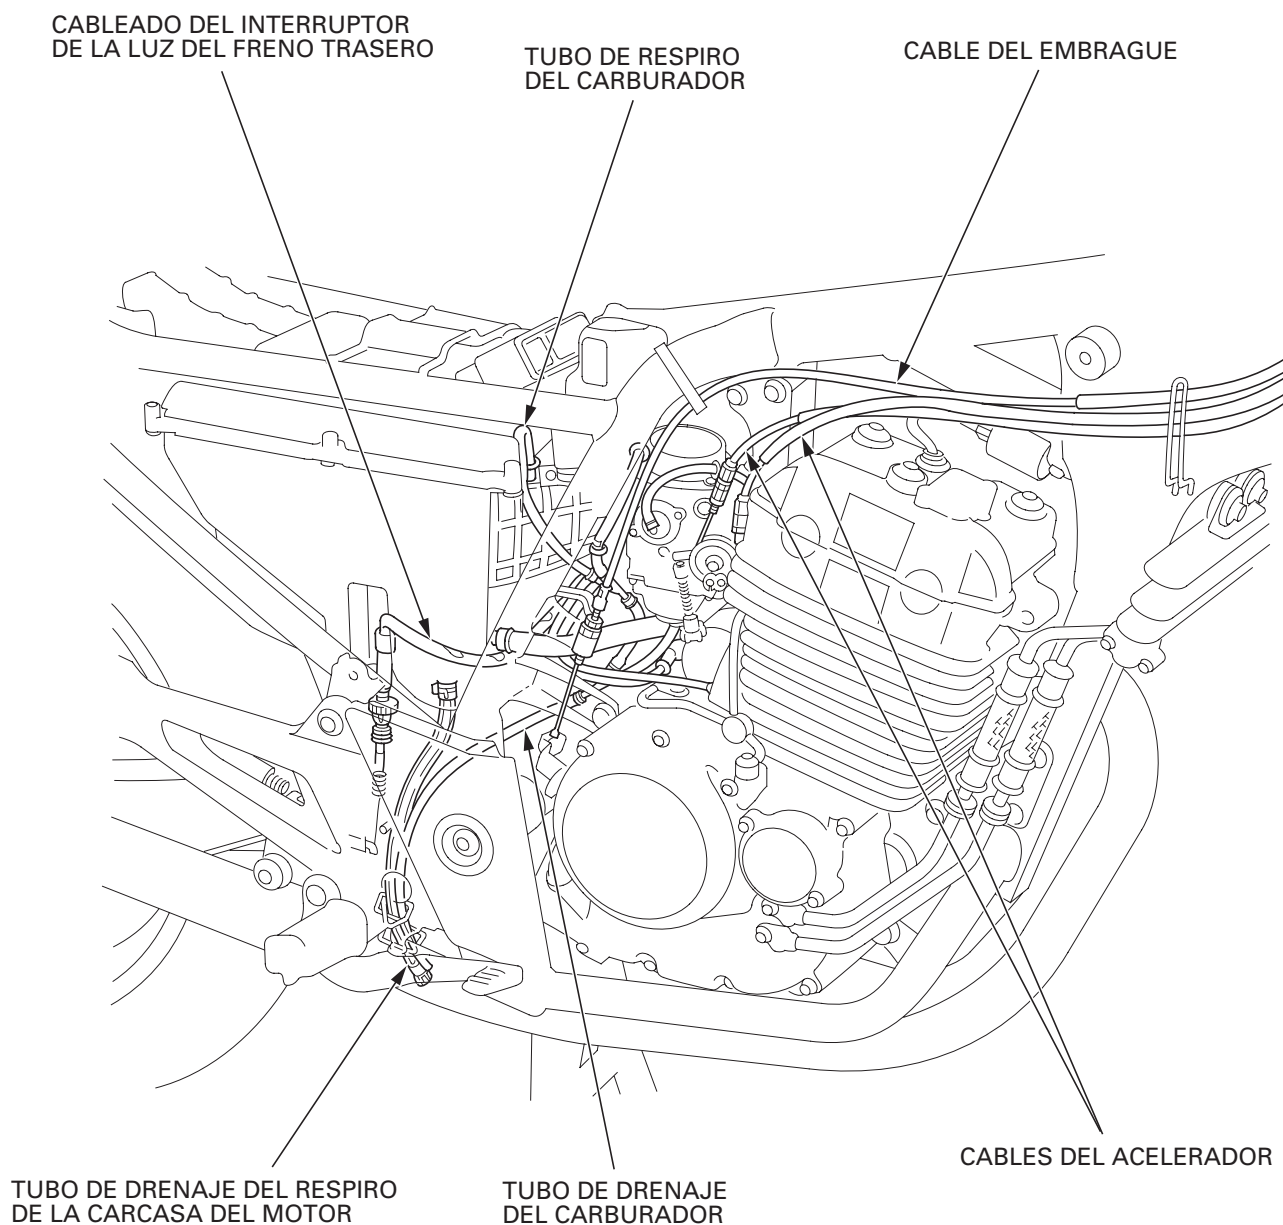 CABLEADO DEL INTERRUPTOR
DE LA LUZ DEL FRENO TRASERO
TUBO DE RESPIRO
DEL CARBURADOR
CABLE DEL EMBRAGUE
CABLES DEL ACELERADOR
TUBO DE DRENAJE DEL RESPIRO
DE LA CARCASA DEL MOTOR
TUBO DE DRENAJE
DEL CARBURADOR